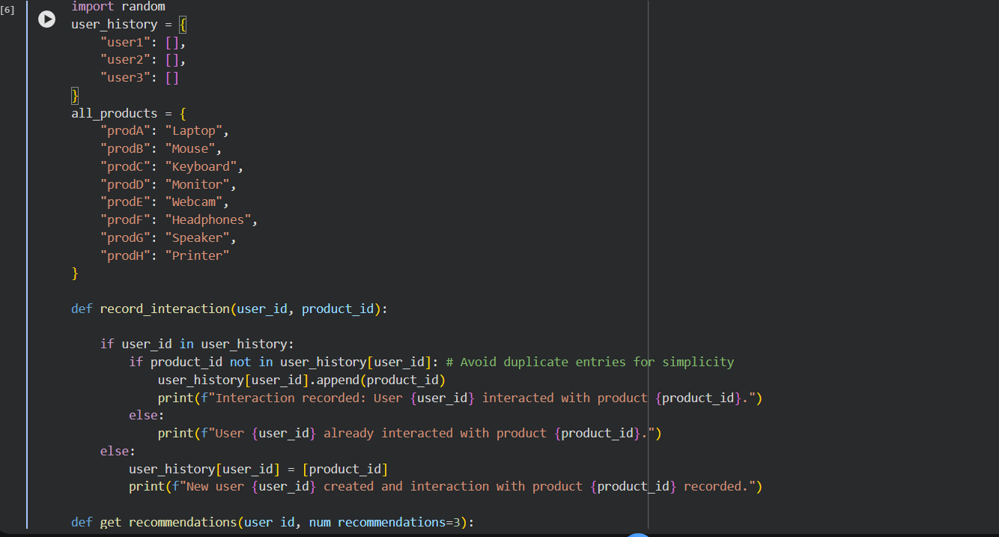 [6]
import random
user_history = {
    "user1": [],
    "user2": [],
    "user3": []
}
all_products = {
    "prodA": "Laptop",
    "prodB": "Mouse",
    "prodC": "Keyboard",
    "prodD": "Monitor",
    "prodE": "Webcam",
    "prodF": "Headphones",
    "prodG": "Speaker",
    "prodH": "Printer"
}
def record_interaction(user_id, product_id):
    if user_id in user_history:
        if product_id not in user_history[user_id]: # Avoid duplicate entries for simplicity
            user_history[user_id].append(product_id)
            print(f"Interaction recorded: User {user_id} interacted with product {product_id}.")
        else:
            print(f"User {user_id} already interacted with product {product_id}.")
    else:
        user_history[user_id] = [product_id]
        print(f"New user {user_id} created and interaction with product {product_id} recorded.")
def get_recommendations(user_id, num_recommendations=3):